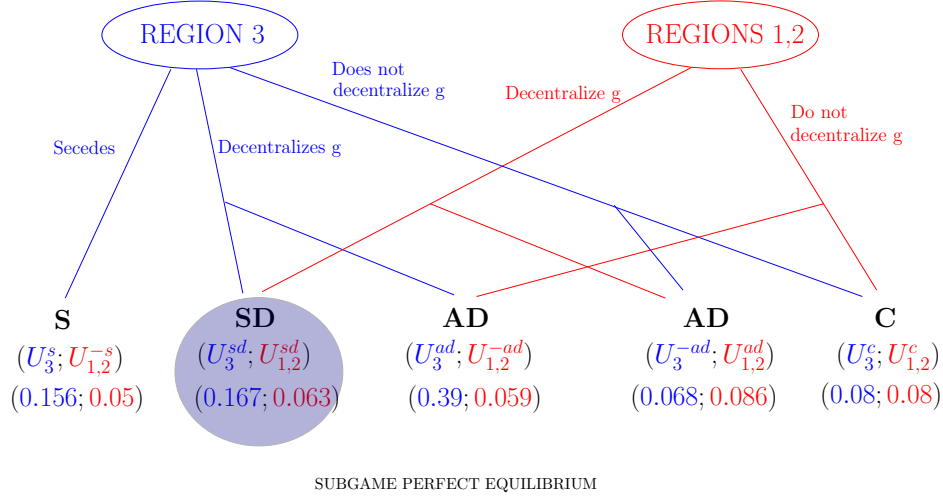 REGION 3
REGIONS 1,2
Does not
decentralize g
Decentralize g
Do not
decentralize g
Secedes
Decentralizes g
S
SD
AD
AD
C
(U_3^s; U_{1,2}^{-s})
(U_3^{sd}; U_{1,2}^{sd})
(U_3^{ad}; U_{1,2}^{-ad})
(U_3^{-ad}; U_{1,2}^{ad})
(U_3^c; U_{1,2}^c)
(0.156; 0.05)
(0.167; 0.063)
(0.39; 0.059)
(0.068; 0.086)
(0.08; 0.08)
SUBGAME PERFECT EQUILIBRIUM